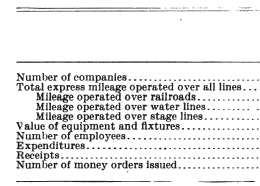 Number of companies..............................
Total express mileage operated over all lines...
Mileage operated over railroads............
Mileage operated over water lines.........
Mileage operated over stage lines..........
Value of equipment and fixtures................
Number of employees............................
Expenditures......................................
Receipts...........................................
Number of money orders issued.................